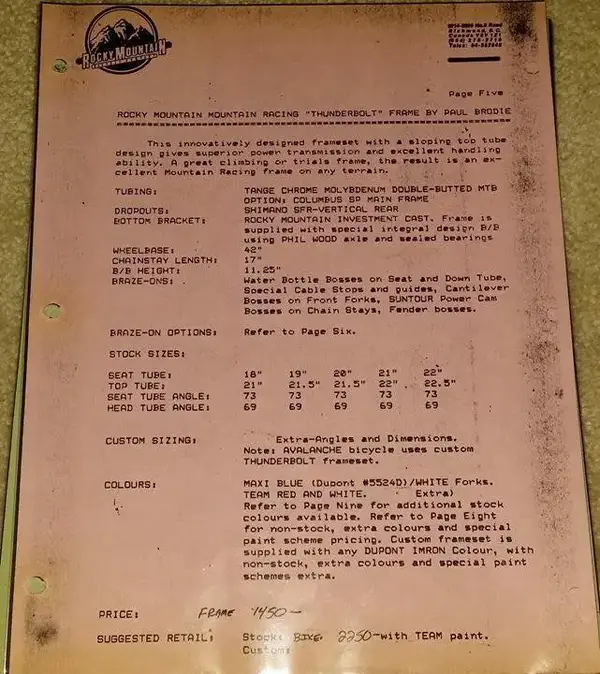 ROCKY MOUNTAIN
Richmond, B.C.
Page Five
ROCKY MOUNTAIN MOUNTAIN RACING "THUNDERBOLT" FRAME BY PAUL BRODIE
This innovatively designed frameset with a sloping top tube
design gives superior power transmission and excellent handling
ability. A great climbing or trials frame, the result is an ex-
cellent Mountain Racing frame on any terrain.
TUBING: TANGE CHROME MOLYBDENUM DOUBLE-BUTTED MTB
OPTION: COLUMBUS SP MAIN FRAME
DROPOUTS: SHIMANO SFR-VERTICAL REAR
BOTTOM BRACKET: ROCKY MOUNTAIN INVESTMENT CAST. Frame is
supplied with special integral design B/B
using PHIL WOOD axle and sealed bearings
WHEELBASE: 42"
CHAINSTAY LENGTH: 17"
B/B HEIGHT: 11.25"
BRAZE-ONS: Water Bottle Bosses on Seat and Down Tube,
Special Cable Stops and guides, Cantilever
Bosses on Front Forks, SUNTOUR Power Cam
Bosses on Chain Stays, Fender bosses.
BRAZE-ON OPTIONS: Refer to Page Six.
STOCK SIZES:
SEAT TUBE: 18" 19" 20" 21" 22"
TOP TUBE: 21" 21.5" 21.5" 22" 22.5"
SEAT TUBE ANGLE: 73 73 73 73 73
HEAD TUBE ANGLE: 69 69 69 69 69
CUSTOM SIZING: Extra-Angles and Dimensions.
Note: AVALANCHE bicycle uses custom
THUNDERBOLT frameset.
COLOURS: MAXI BLUE (Dupont #5524D)/WHITE Forks.
TEAM RED AND WHITE. Extra)
Refer to Page Nine for additional stock
colours available. Refer to Page Eight
for non-stock, extra colours and special
paint scheme pricing. Custom frameset is
supplied with any DUPONT IMRON Colour, with
non-stock, extra colours and special paint
schemes extra.
PRICE: FRAME 1450-
SUGGESTED RETAIL: Stock: BIKE. 2250-with TEAM paint.
Custom: